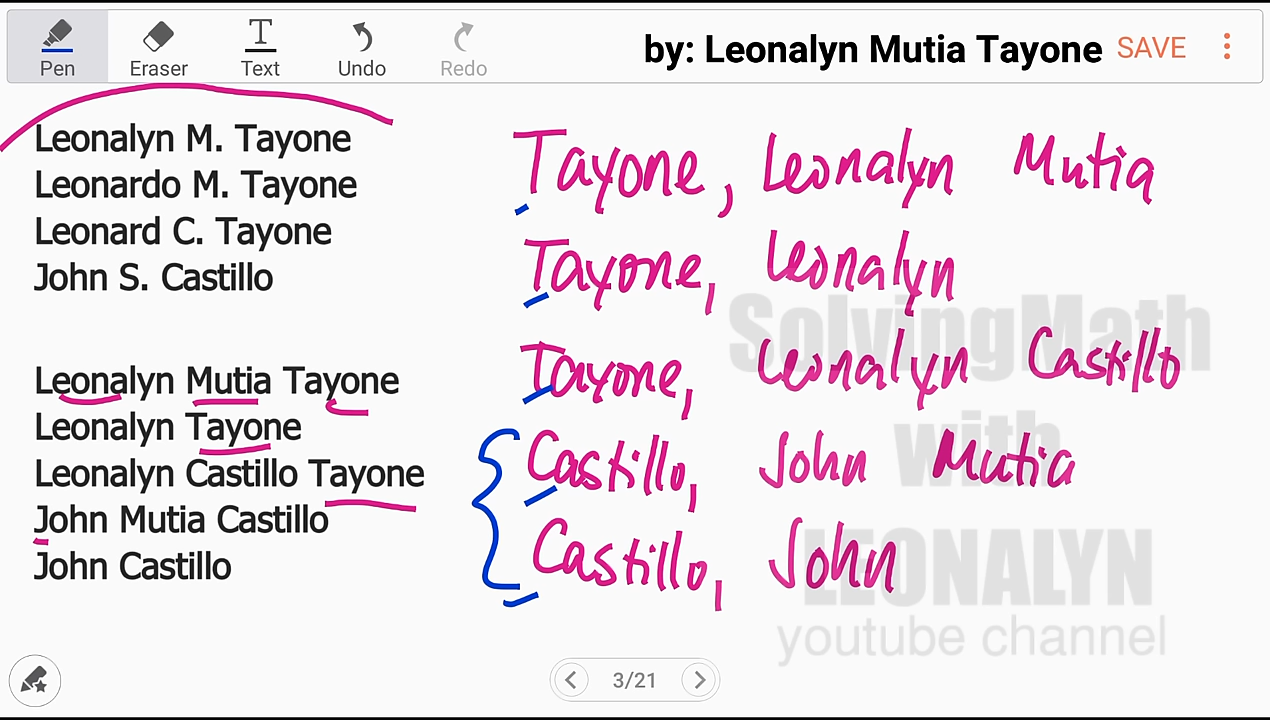 Pen Eraser Text Undo Redo by: Leonalyn Mutia Tayone SAVE
Leonalyn M. Tayone
Leonardo M. Tayone
Leonard C. Tayone
John S. Castillo
Leonalyn Mutia Tayone
Leonalyn Tayone
Leonalyn Castillo Tayone
John Mutia Castillo
John Castillo
Tayone, Leonalyn Mutia
Tayone, Leonalyn
Tayone, Leonalyn Castillo
Castillo, John Mutia
Castillo, John
SolvingMath
with
LEONALYN
youtube channel
3/21